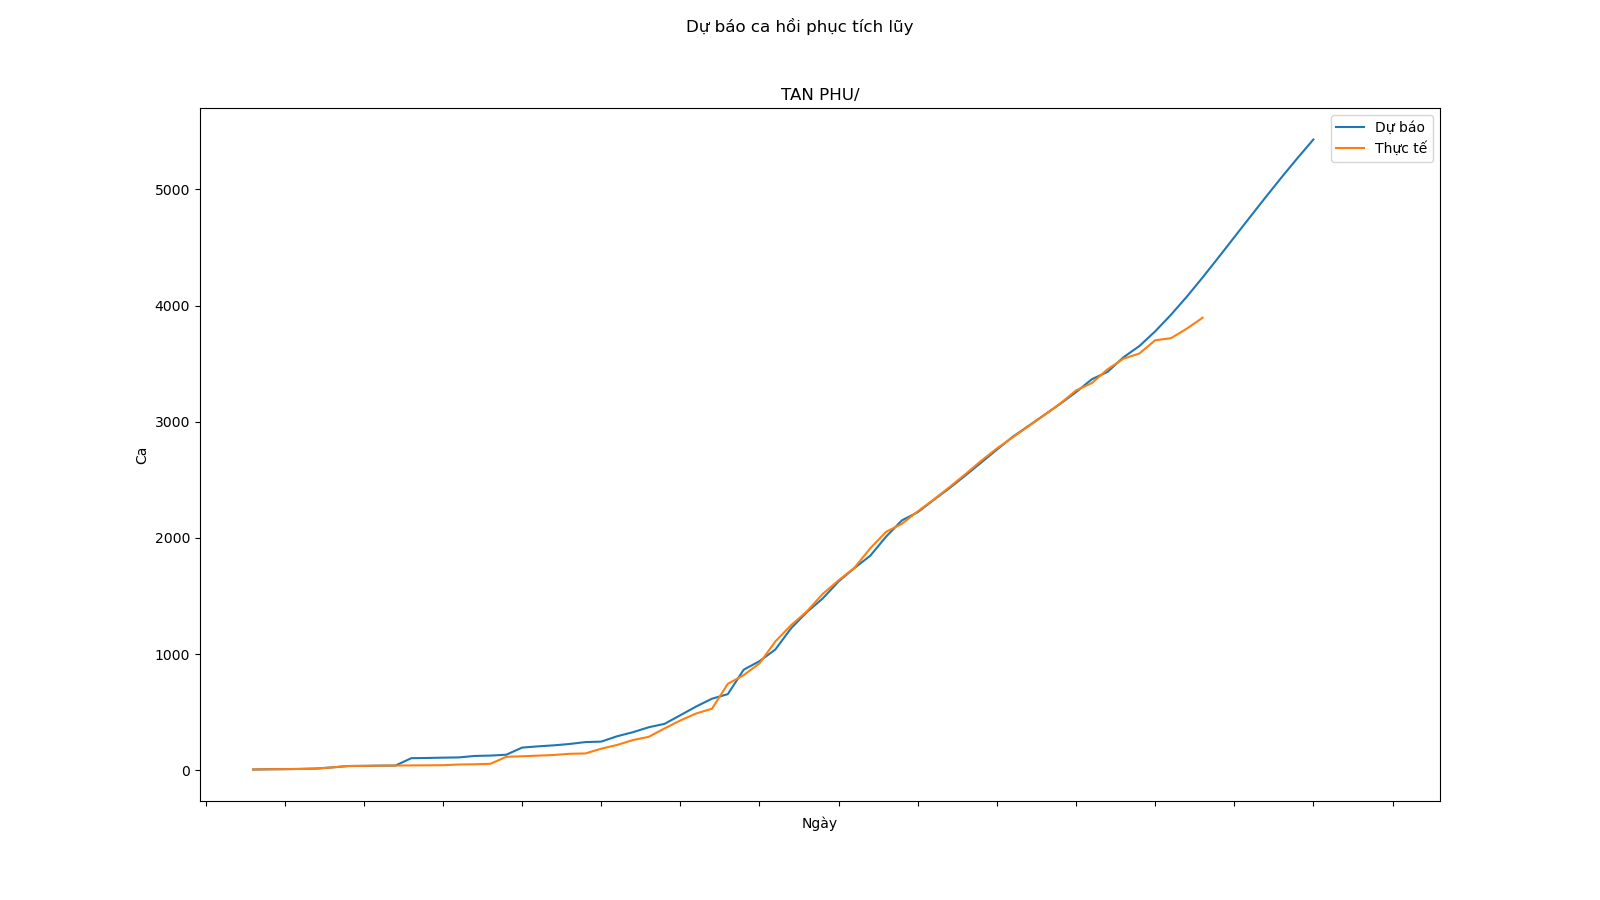 Dự báo ca hồi phục tích lũy
TAN PHU/
Dự báo
Thực tế
5000
4000
3000
2000
1000
0
Ca
Ngày